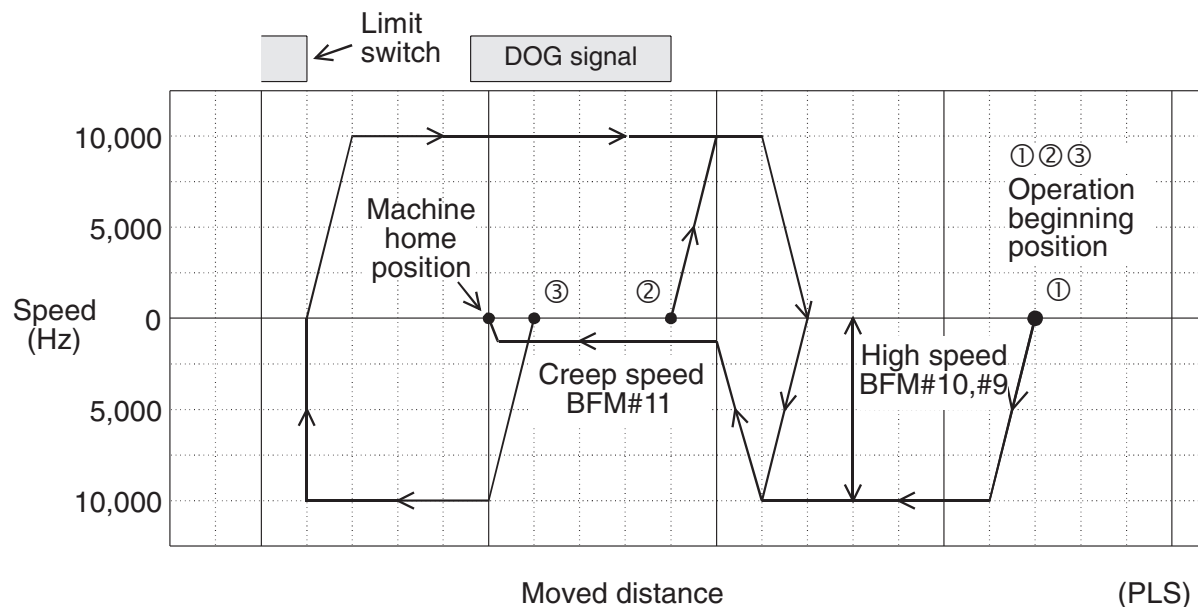 Limit
switch
DOG signal
10,000
5,000
Speed
(Hz)
0
5,000
10,000
Machine
home
position
③
②
①②③
Operation
beginning
position
①
Creep speed
BFM#11
High speed
BFM#10,#9
Moved distance
(PLS)